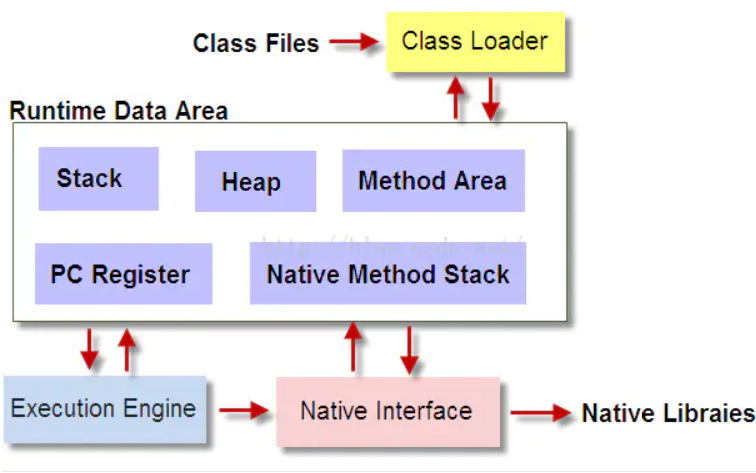 Class Files
Class Loader
Runtime Data Area
Stack
Heap
Method Area
PC Register
Native Method Stack
Execution Engine
Native Interface
Native Libraies